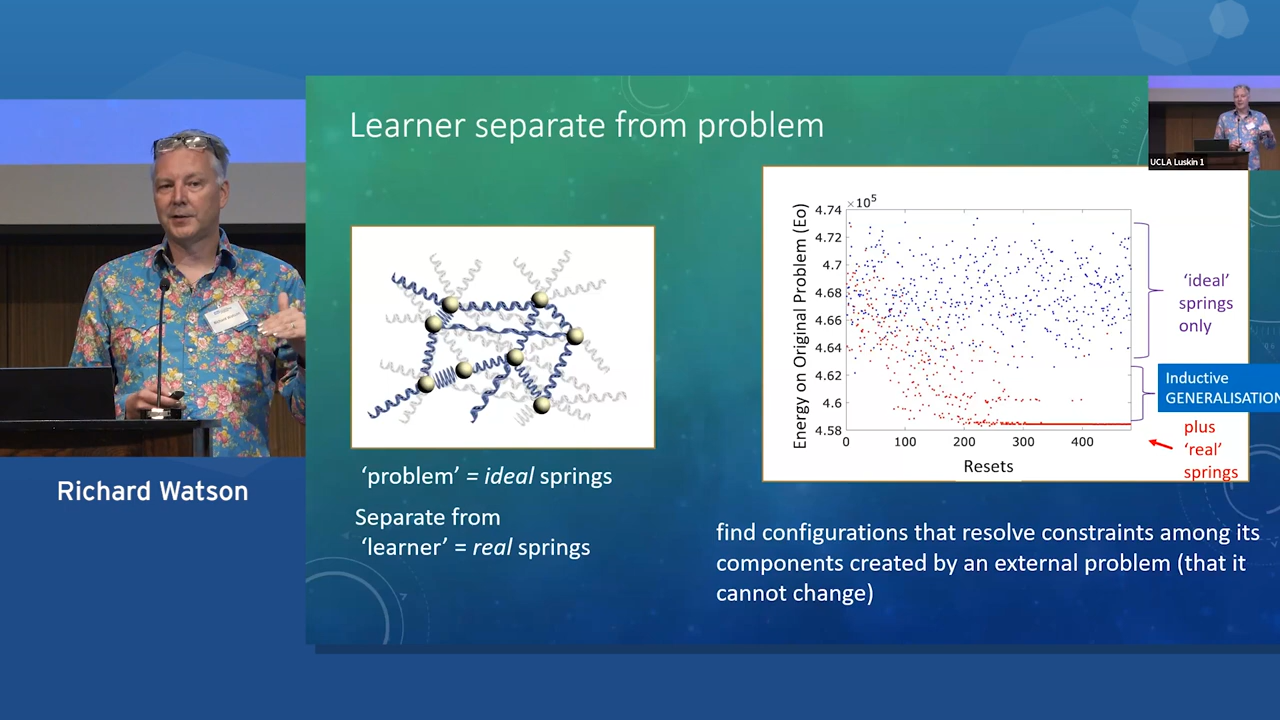 Learner separate from problem
UCLA Luskin 1
Richard Watson
Energy on Original Problem (Eo)
×10⁵
4.74
4.72
4.7
4.68
4.66
4.64
4.62
4.6
4.58
0 100 200 300 400
Resets
‘ideal’
springs
only
Inductive
GENERALISATION
plus
‘real’
springs
‘problem’ = ideal springs
Separate from
‘learner’ = real springs
find configurations that resolve constraints among its
components created by an external problem (that it
cannot change)